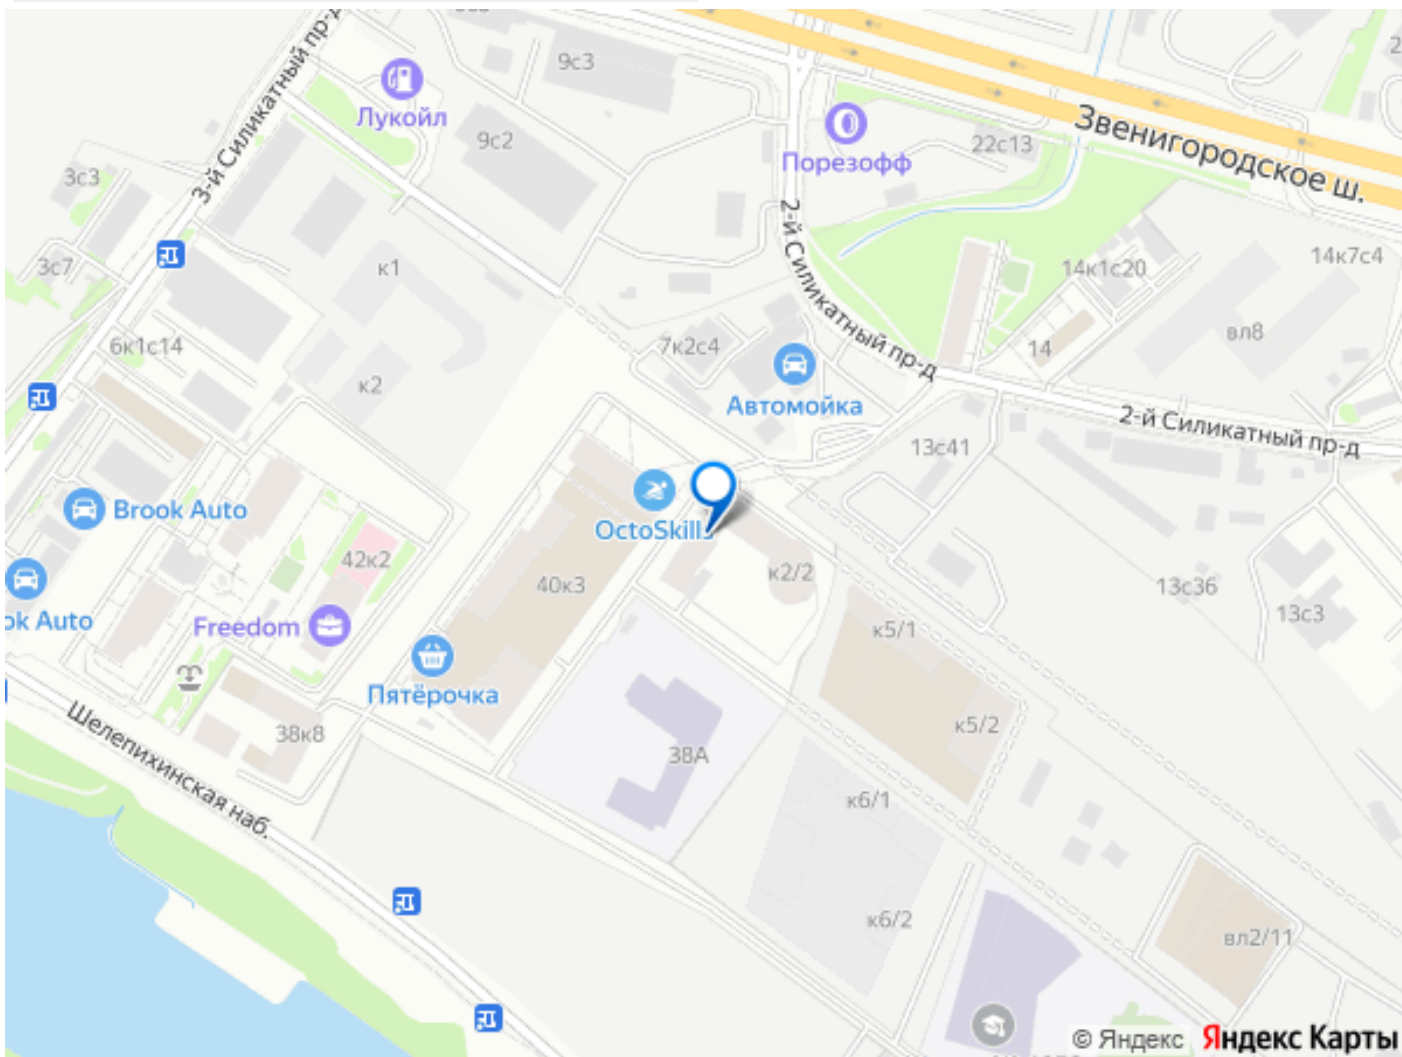 9с3
3-й Силикатный пр-д
Лукойл
9с2
Порезофф
22с13
Звенигородское ш.
3с3
2-й Силикатный пр-д
14к7с4
3с7
к1
14к1с20
6к1с14
7к2с4
14
вл8
к2
Автомойка
2-й Силикатный пр-д
13с41
Brook Auto
OctoSkills
42к2
40к3
к2/2
13с36
13с3
ok Auto
Freedom
к5/1
Пятёрочка
Шелепихинская наб.
38к8
к5/2
38А
к6/1
к6/2
вл2/11
© Яндекс Яндекс Карты